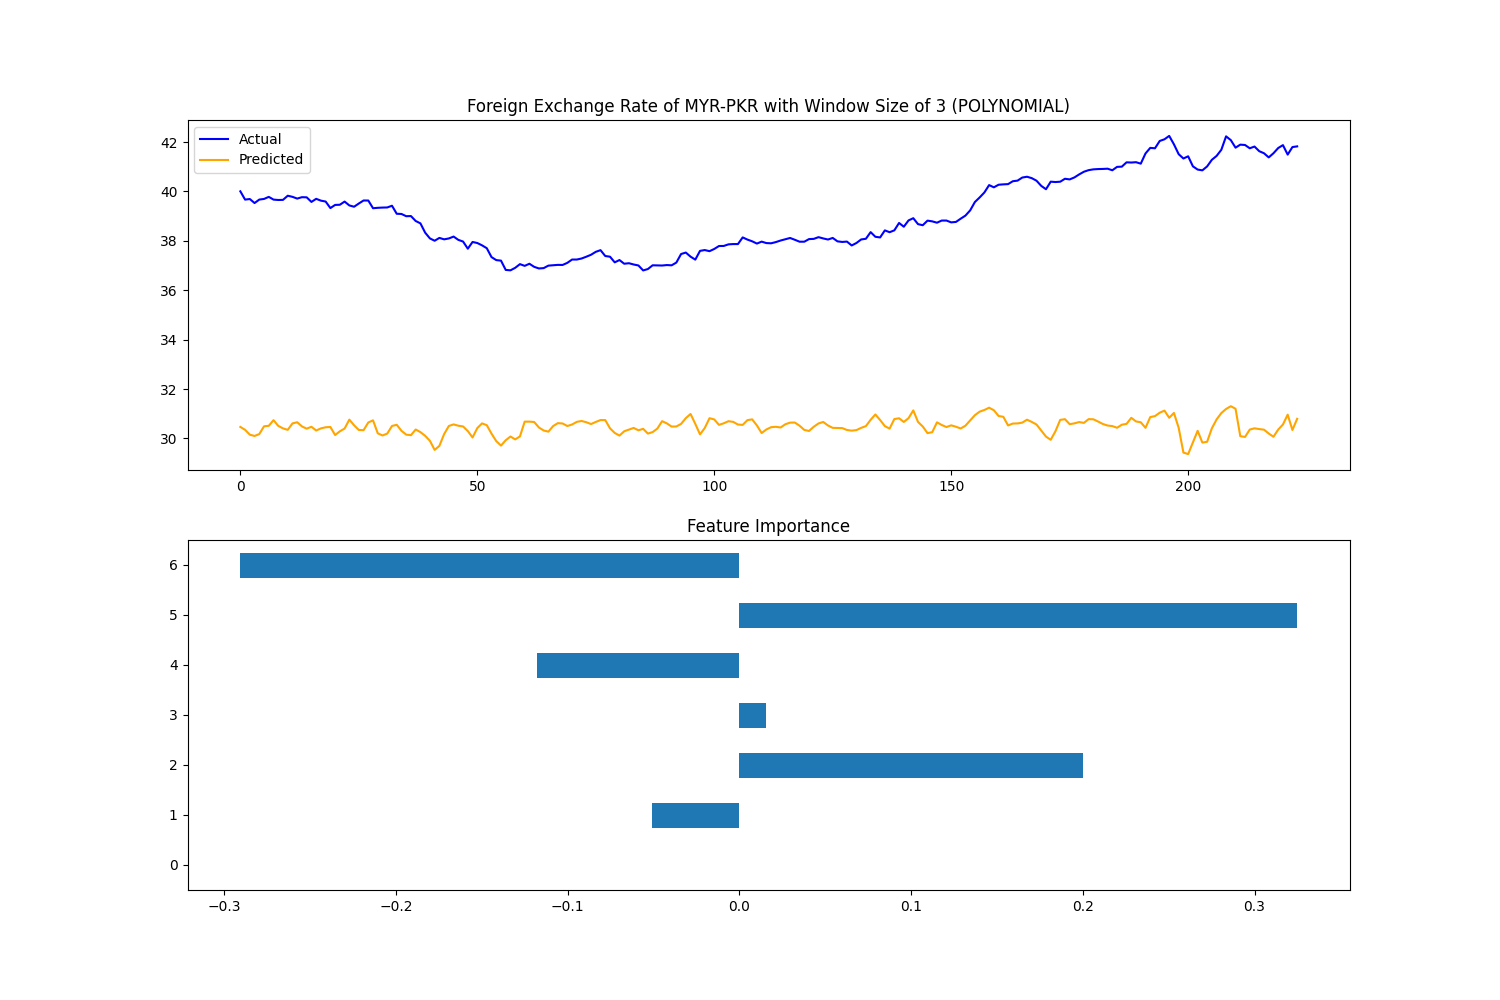 Foreign Exchange Rate of MYR-PKR with Window Size of 3 (POLYNOMIAL)
Actual
Predicted
42
40
38
36
34
32
30
0 50 100 150 200
Feature Importance
6
5
4
3
2
1
0
−0.3 −0.2 −0.1 0.0 0.1 0.2 0.3